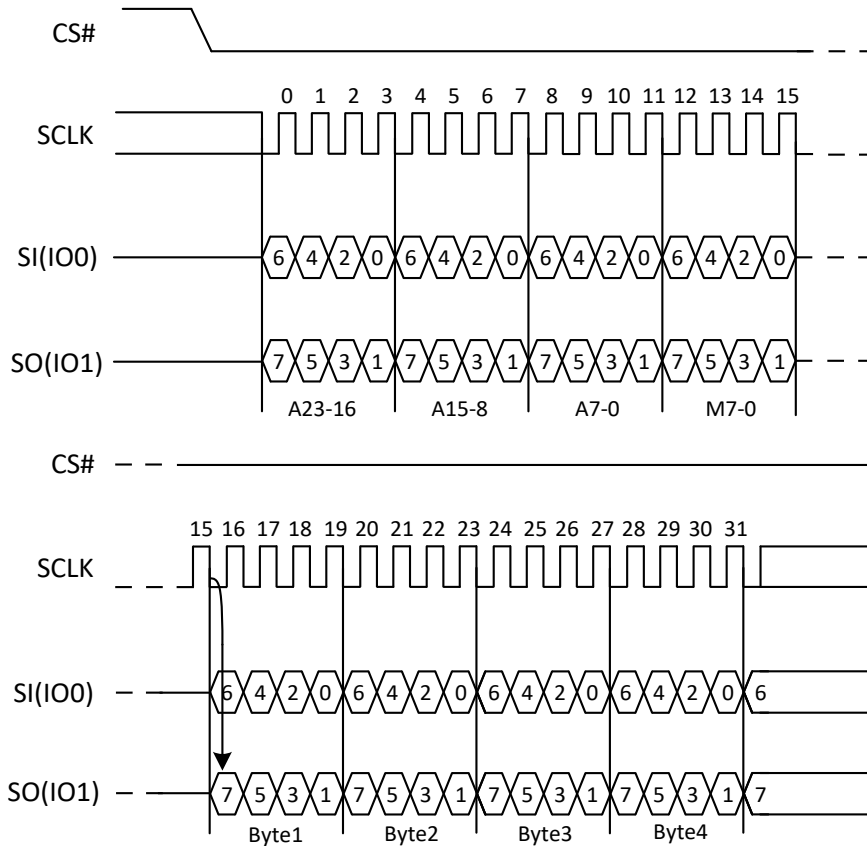 CS#
0 1 2 3 4 5 6 7 8 9 10 11 12 13 14 15
SCLK
SI(IO0) 6 4 2 0 6 4 2 0 6 4 2 0 6 4 2 0
SO(IO1) 7 5 3 1 7 5 3 1 7 5 3 1 7 5 3 1
A23-16 A15-8 A7-0 M7-0
CS#
15 16 17 18 19 20 21 22 23 24 25 26 27 28 29 30 31
SCLK
SI(IO0) 6 4 2 0 6 4 2 0 6 4 2 0 6 4 2 0 6
SO(IO1) 7 5 3 1 7 5 3 1 7 5 3 1 7 5 3 1 7
Byte1 Byte2 Byte3 Byte4